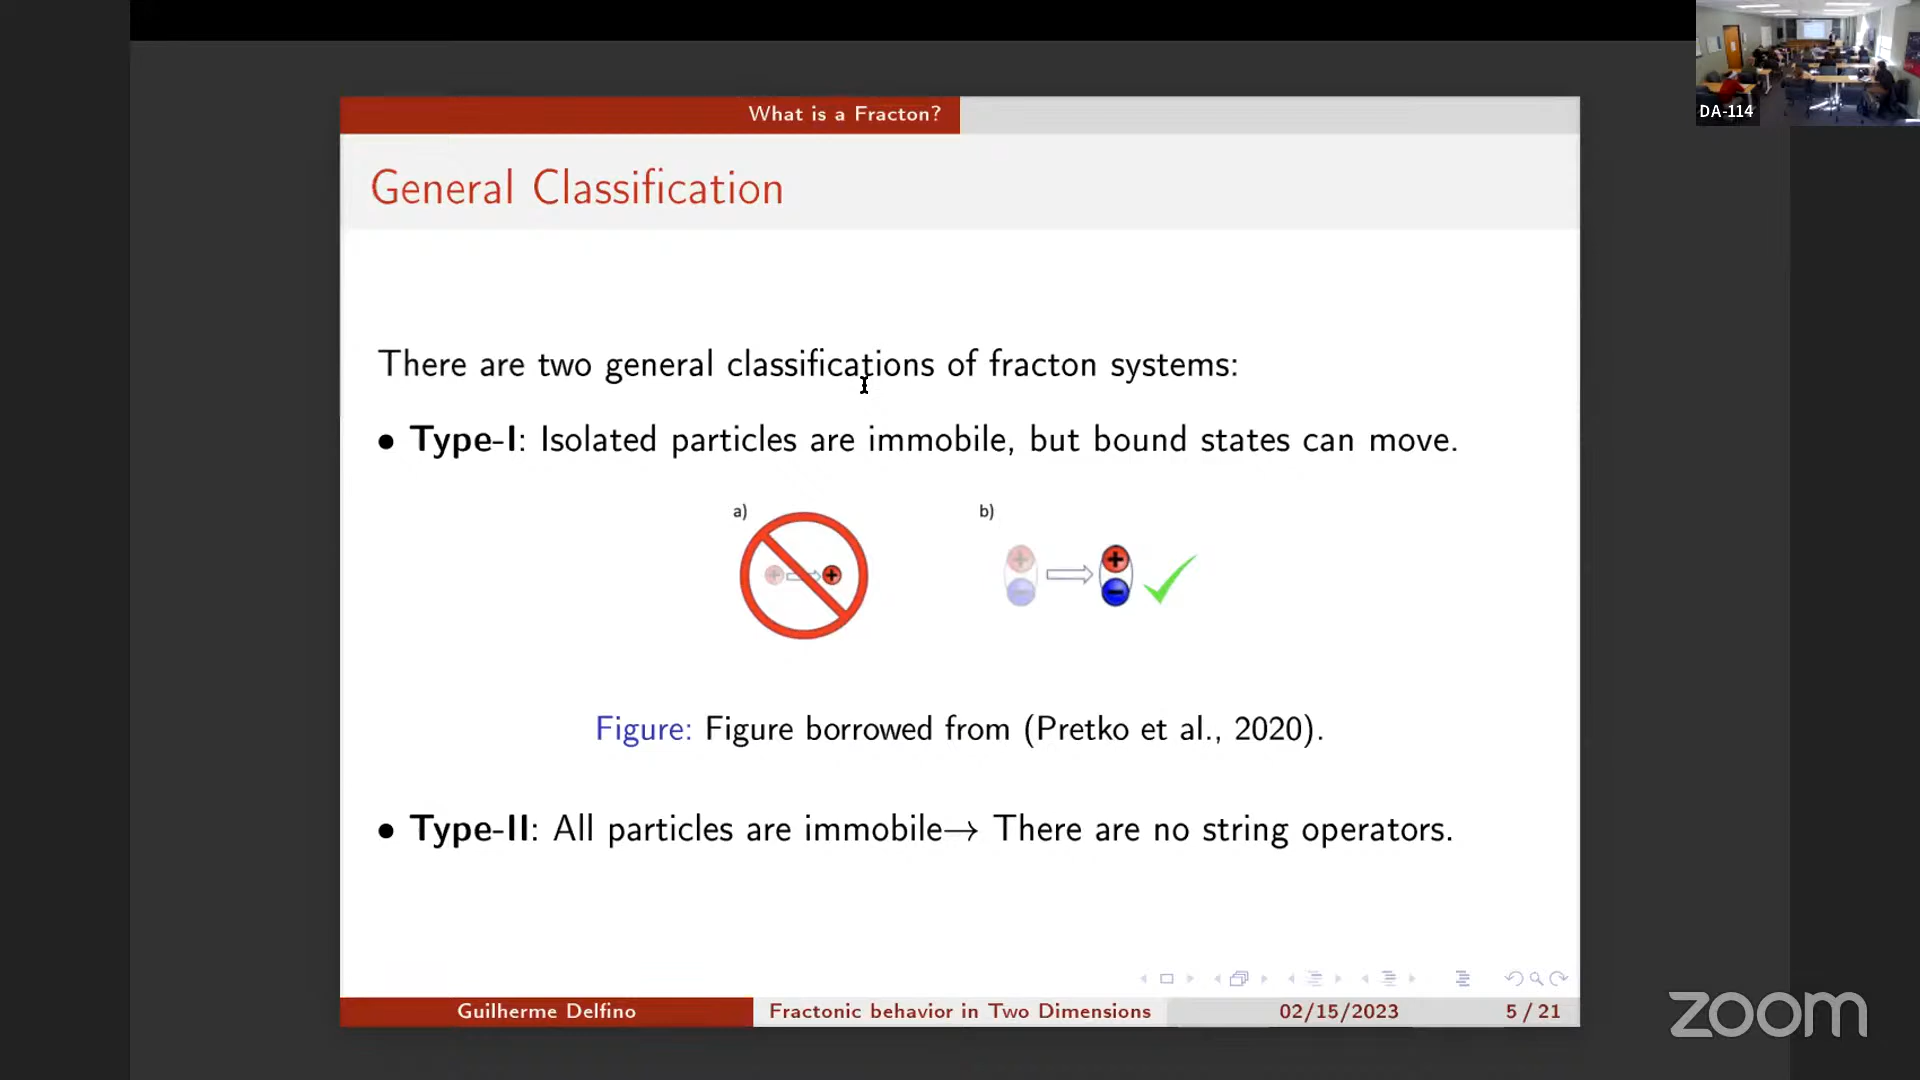 DA-114
What is a Fracton?
General Classification
There are two general classifications of fracton systems:
• Type-I: Isolated particles are immobile, but bound states can move.
a)
b)
Figure: Figure borrowed from (Pretko et al., 2020).
• Type-II: All particles are immobile→ There are no string operators.
Guilherme Delfino
Fractonic behavior in Two Dimensions
02/15/2023
5 / 21
zoom